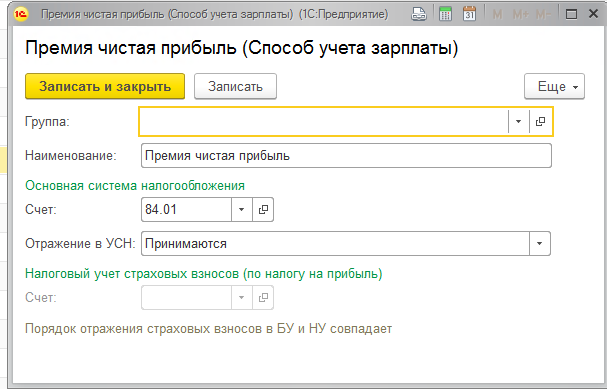 Премия чистая прибыль (Способ учета зарплаты) (1С:Предприятие) 31 M M+ M-
Премия чистая прибыль (Способ учета зарплаты)
Записать и закрыть Записать Еще
Группа:
Наименование: Премия чистая прибыль
Основная система налогообложения
Счет: 84.01
Отражение в УСН: Принимаются
Налоговый учет страховых взносов (по налогу на прибыль)
Счет:
Порядок отражения страховых взносов в БУ и НУ совпадает